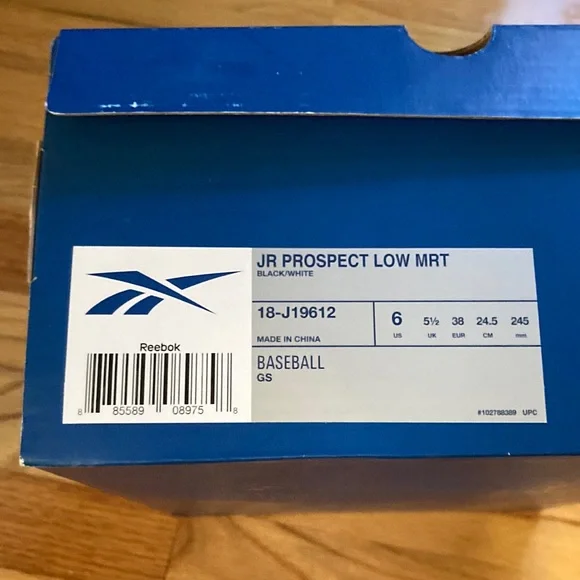 JR PROSPECT LOW MRT
BLACK/WHITE
18-J19612
MADE IN CHINA
6 5½ 38 24.5 245
US UK EUR CM mm
BASEBALL
GS
#102788389 UPC
Reebok
8 85589 08975 8